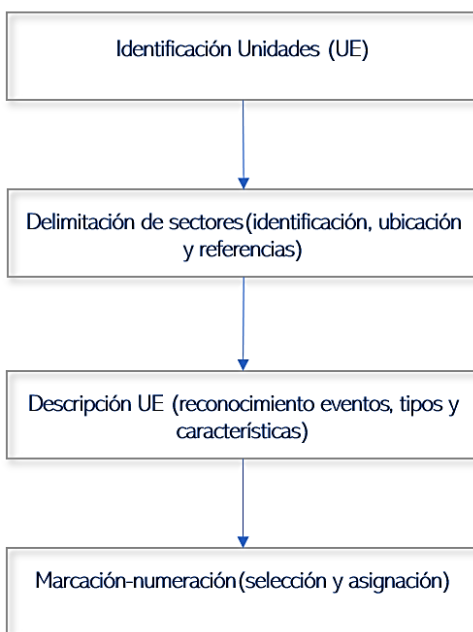 Identificación Unidades (UE)
Delimitación de sectores(identificación, ubicación
y referencias)
Descripción UE (reconocimiento eventos, tipos y
características)
Marcación-numeración(selección y asignación)